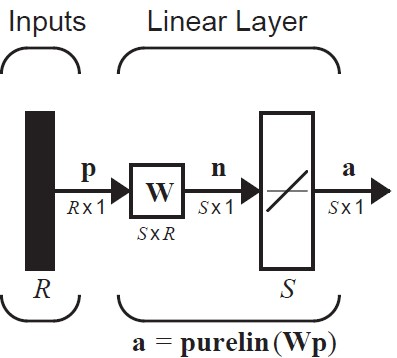 Inputs Linear Layer
p n a
W
R x 1 S x 1 S x 1
S x R
R S
a = purelin(Wp)